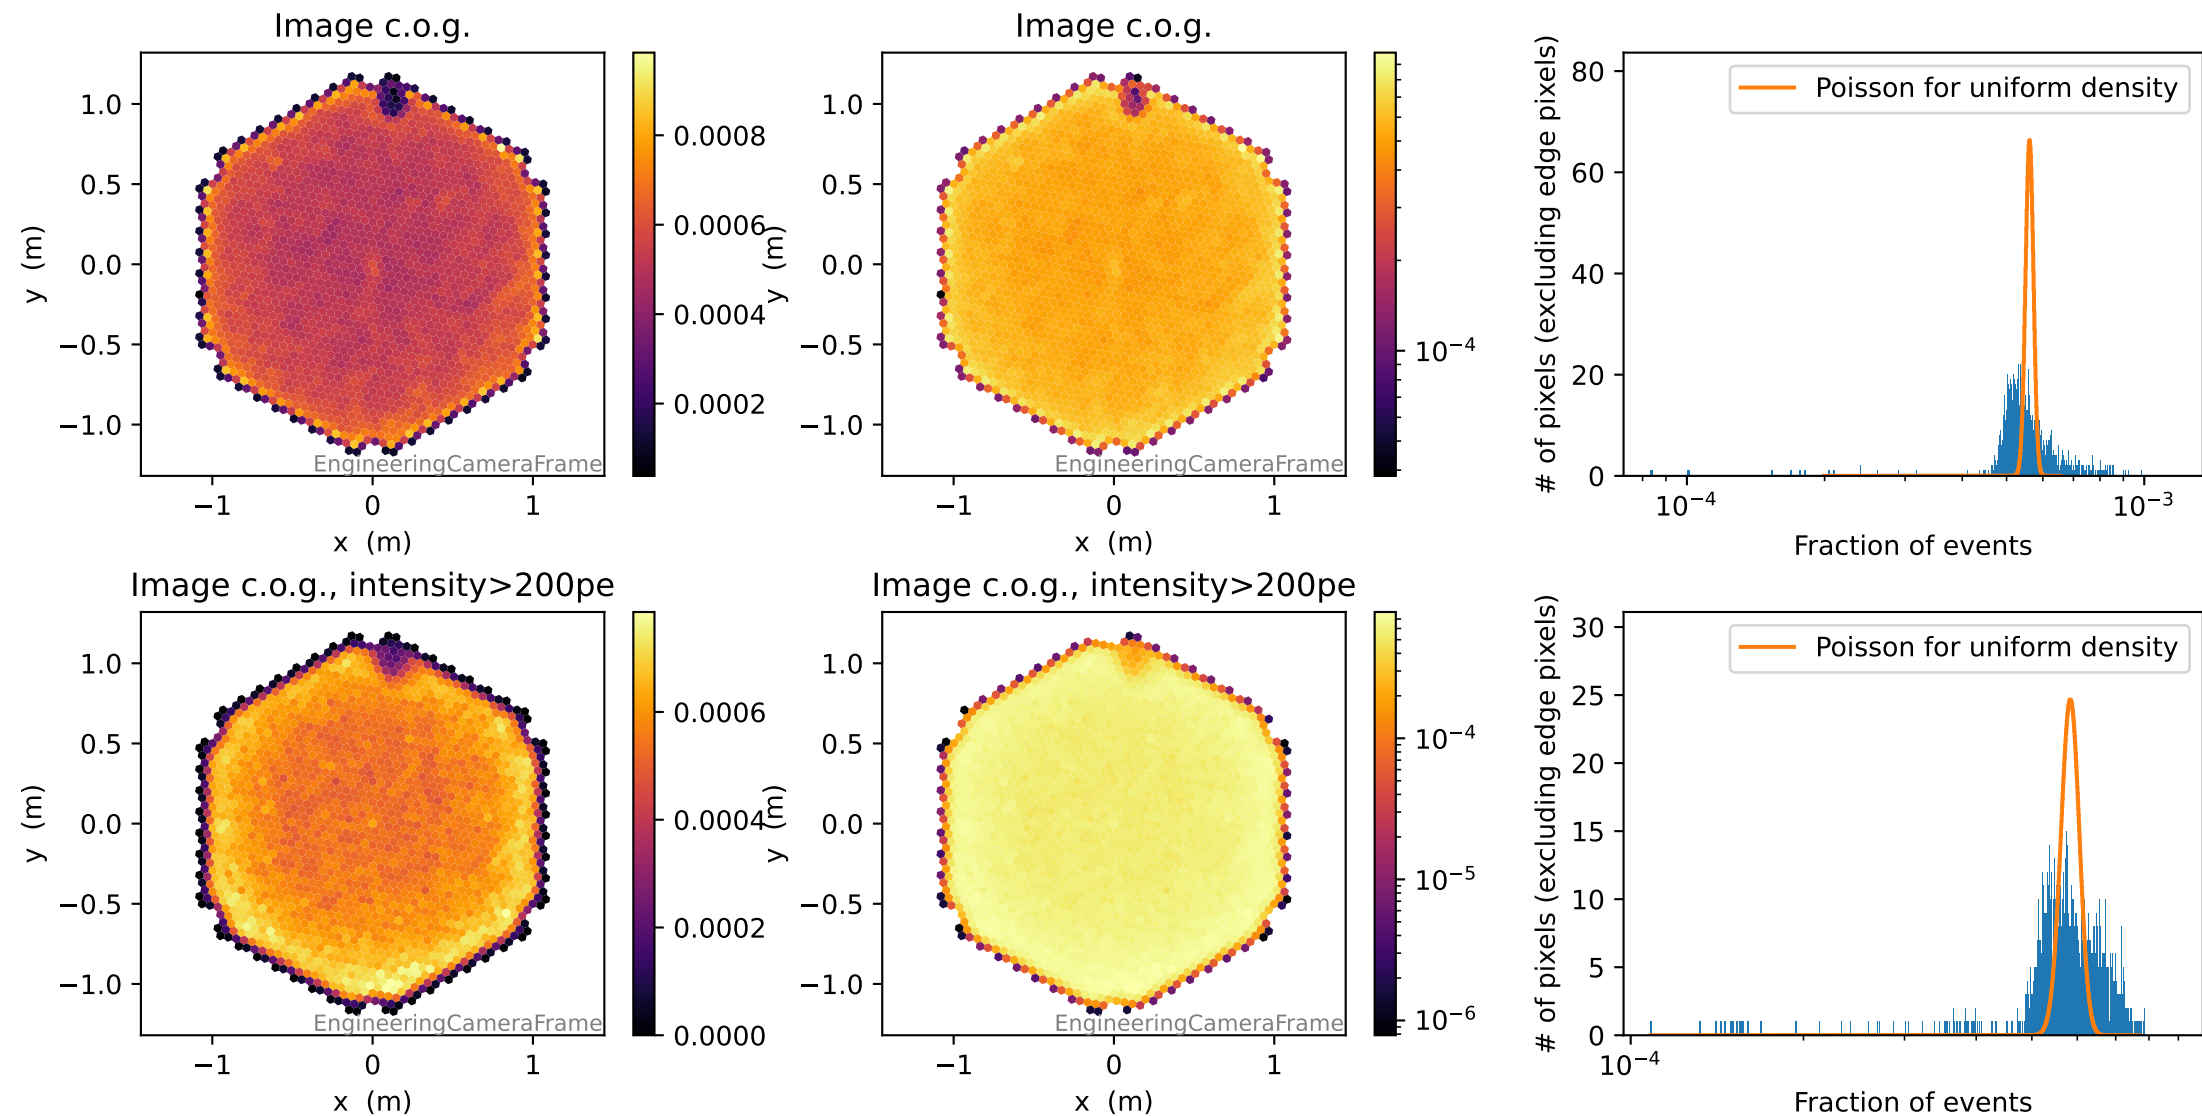 Image c.o.g.
1.0
0.5
0.0
−0.5
−1.0
y (m)
−1
0
1
x (m)
EngineeringCameraFrame
0.0008
0.0006
0.0004
0.0002
Image c.o.g.
1.0
0.5
0.0
−0.5
−1.0
y (m)
−1
0
1
x (m)
EngineeringCameraFrame
10⁻⁴
# of pixels (excluding edge pixels)
80
60
40
20
0
Poisson for uniform density
10⁻⁴
10⁻³
Fraction of events
Image c.o.g., intensity>200pe
1.0
0.5
0.0
−0.5
−1.0
y (m)
−1
0
1
x (m)
EngineeringCameraFrame
0.0006
0.0004
0.0002
0.0000
Image c.o.g., intensity>200pe
1.0
0.5
0.0
−0.5
−1.0
y (m)
−1
0
1
x (m)
EngineeringCameraFrame
10⁻⁴
10⁻⁵
10⁻⁶
# of pixels (excluding edge pixels)
30
25
20
15
10
5
0
Poisson for uniform density
10⁻⁴
Fraction of events